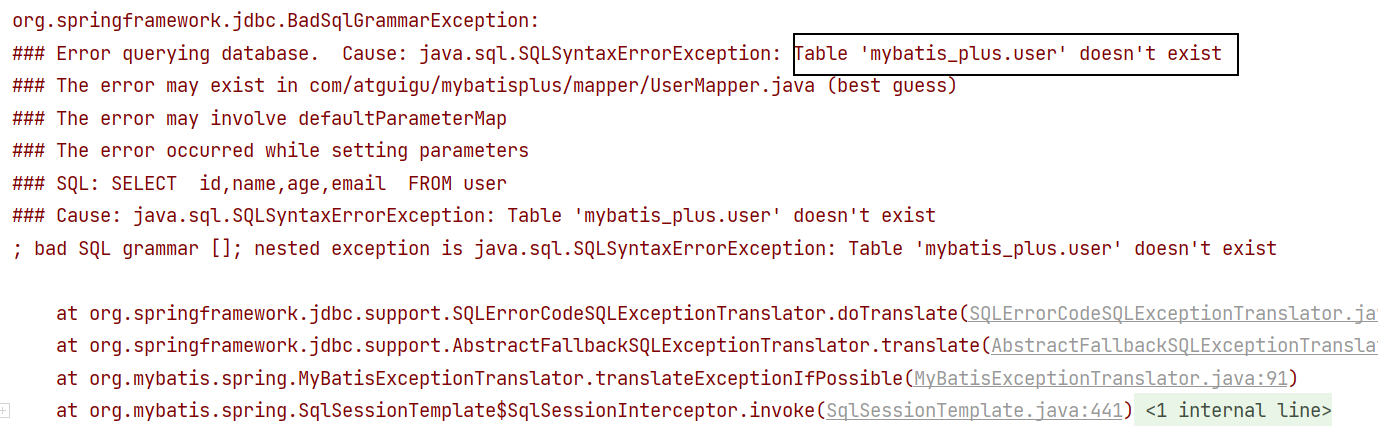 org.springframework.jdbc.BadSqlGrammarException:
### Error querying database.  Cause: java.sql.SQLSyntaxErrorException: Table 'mybatis_plus.user' doesn't exist
### The error may exist in com/atguigu/mybatisplus/mapper/UserMapper.java (best guess)
### The error may involve defaultParameterMap
### The error occurred while setting parameters
### SQL: SELECT  id,name,age,email  FROM user
### Cause: java.sql.SQLSyntaxErrorException: Table 'mybatis_plus.user' doesn't exist
; bad SQL grammar []; nested exception is java.sql.SQLSyntaxErrorException: Table 'mybatis_plus.user' doesn't exist
at org.springframework.jdbc.support.SQLErrorCodeSQLExceptionTranslator.doTranslate(SQLErrorCodeSQLExceptionTranslator.ja
at org.springframework.jdbc.support.AbstractFallbackSQLExceptionTranslator.translate(AbstractFallbackSQLExceptionTranslat
at org.mybatis.spring.MyBatisExceptionTranslator.translateExceptionIfPossible(MyBatisExceptionTranslator.java:91)
at org.mybatis.spring.SqlSessionTemplate$SqlSessionInterceptor.invoke(SqlSessionTemplate.java:441) <1 internal line>